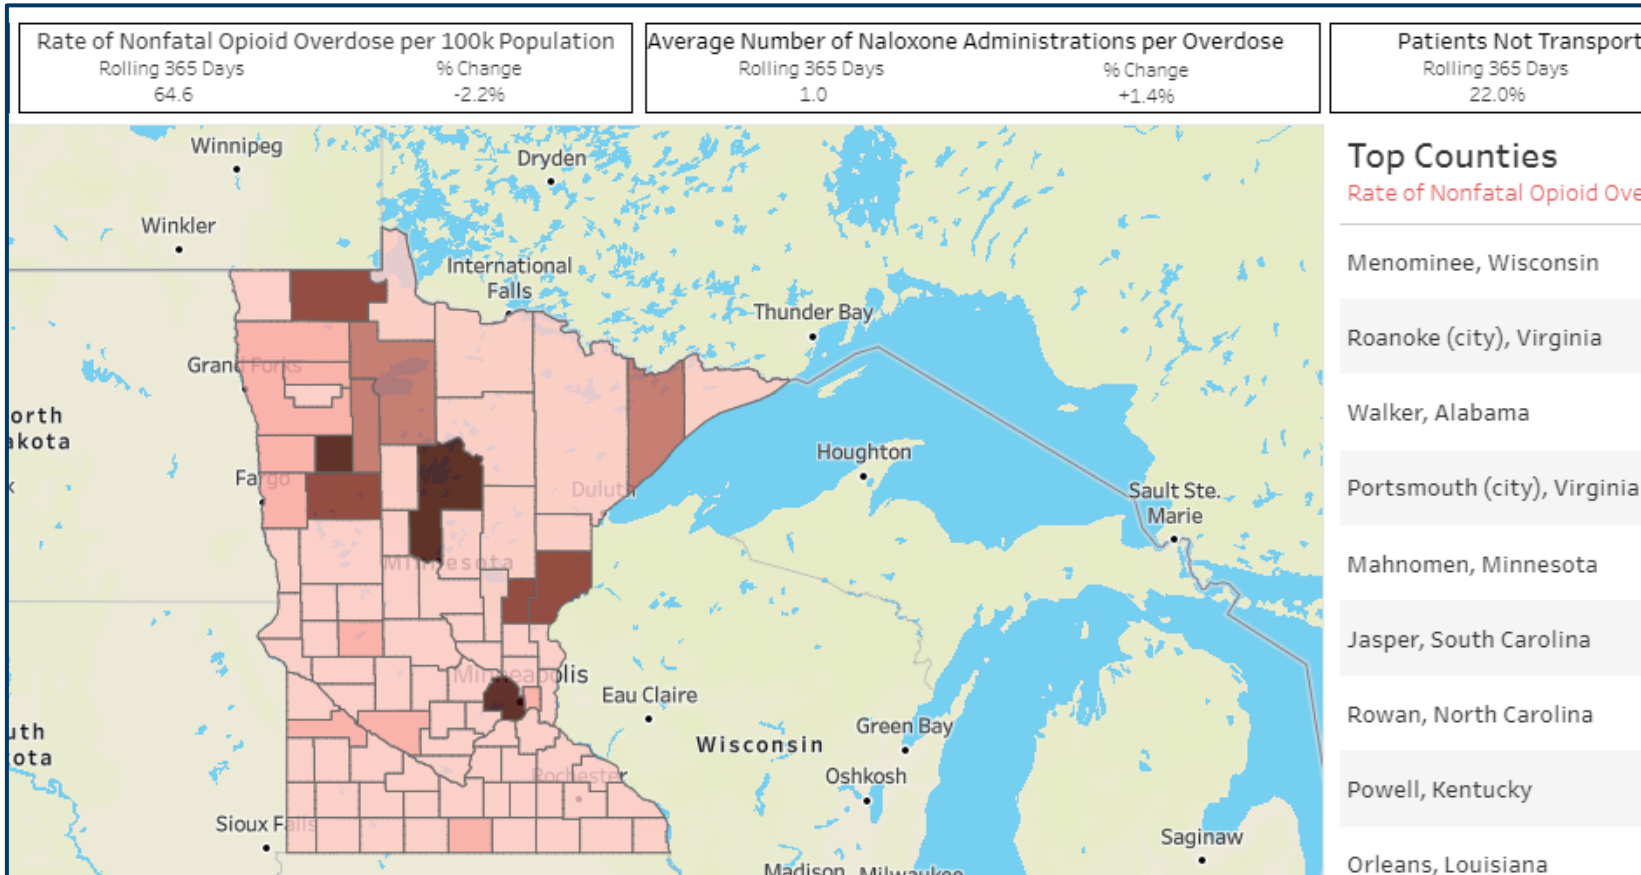 Rate of Nonfatal Opioid Overdose per 100k Population
Rolling 365 Days % Change
64.6 -2.2%
Average Number of Naloxone Administrations per Overdose
Rolling 365 Days % Change
1.0 +1.4%
Patients Not Transport
Rolling 365 Days
22.0%
Winnipeg
Dryden
Winkler
International
Falls
Thunder Bay
Grand Forks
orth
akota
Houghton
Fargo
Duluth
Sault Ste.
Marie
Minnesota
Minneapolis
Eau Claire
Green Bay
Wisconsin
uth
ota
Rochester
Oshkosh
Sioux Falls
Saginaw
Madison
Milwaukee
Top Counties
Rate of Nonfatal Opioid Ove
Menominee, Wisconsin
Roanoke (city), Virginia
Walker, Alabama
Portsmouth (city), Virginia
Mahnomen, Minnesota
Jasper, South Carolina
Rowan, North Carolina
Powell, Kentucky
Orleans, Louisiana